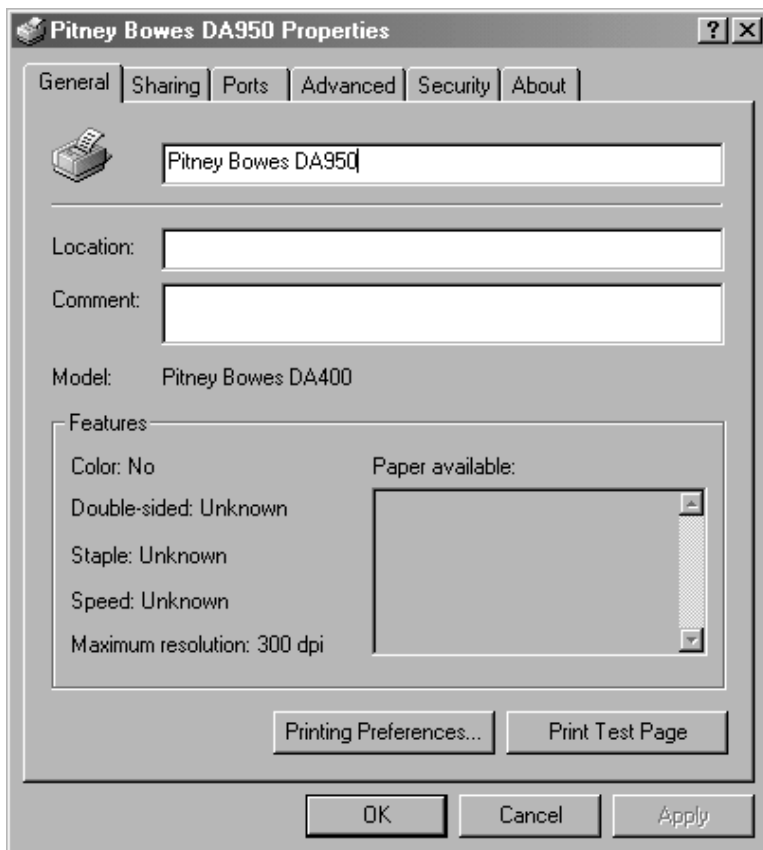 Pitney Bowes DA950 Properties
General Sharing Ports Advanced Security About
Pitney Bowes DA950
Location:
Comment:
Model: Pitney Bowes DA400
Features
Color: No
Paper available:
Double-sided: Unknown
Staple: Unknown
Speed: Unknown
Maximum resolution: 300 dpi
Printing Preferences... Print Test Page
OK Cancel Apply